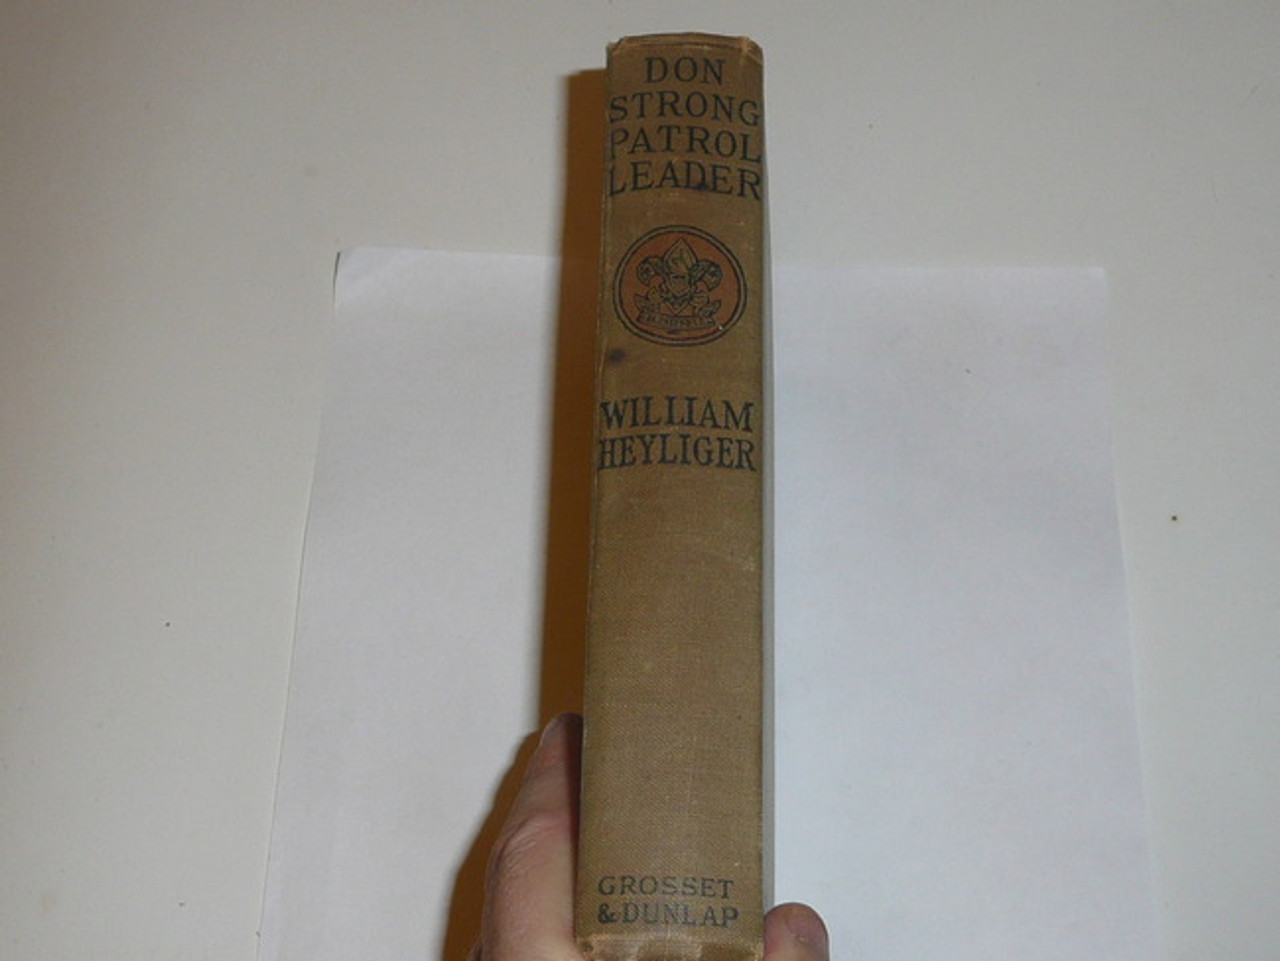 DON
STRONG
PATROL
LEADER
WILLIAM
HEYLIGER
GROSSET
& DUNLAP